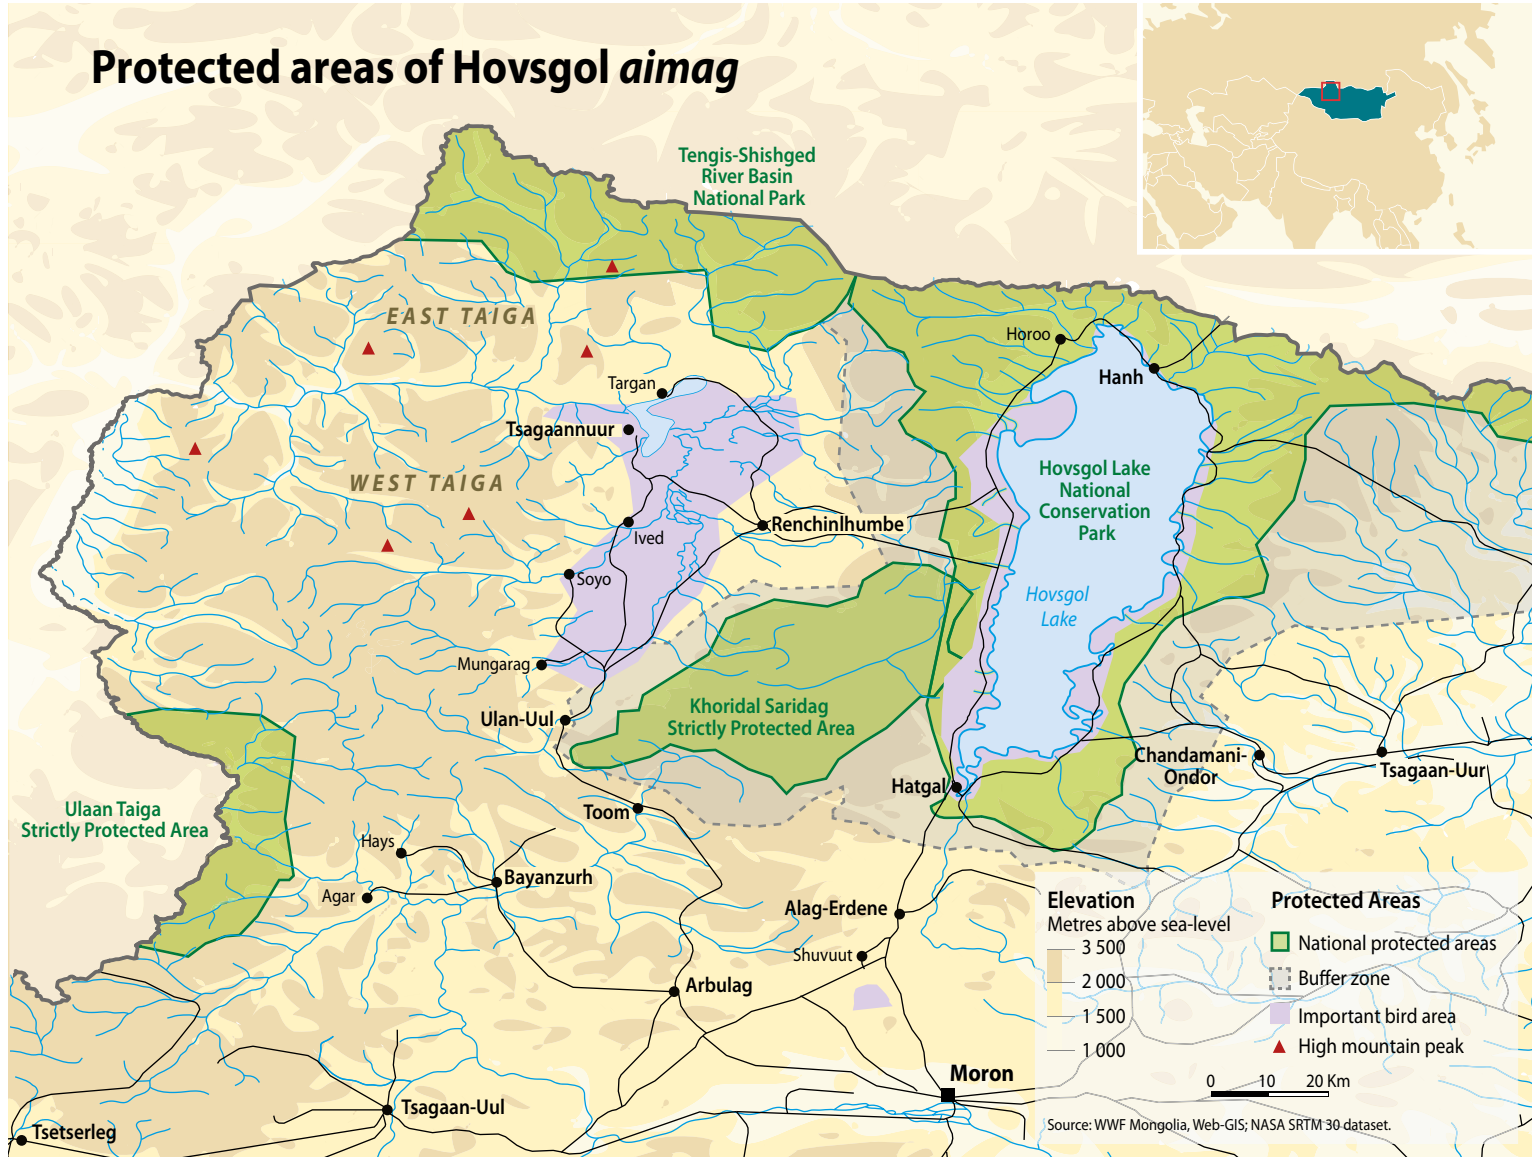 Protected areas of Hovsgol aimag
Tengis-Shishged
River Basin
National Park
EAST TAIGA
Horoo
Hanh
Targan
Tsagaannuur
WEST TAIGA
Hovsgol Lake
National
Conservation
Park
Renchinlhumbe
Ived
Soyo
Hovsgol
Lake
Mungarag
Ulan-Uul
Khoridal Saridag
Strictly Protected Area
Chandamani-
Ondor
Tsagaan-Uur
Hatgal
Ulaan Taiga
Strictly Protected Area
Toom
Hays
Bayanzurh
Agar
Alag-Erdene
Shuvuut
Arbulag
Moron
Tsagaan-Uul
Tsetserleg
Elevation
Metres above sea-level
3 500
2 000
1 500
1 000
Protected Areas
National protected areas
Buffer zone
Important bird area
High mountain peak
0 10 20 Km
Source: WWF Mongolia, Web-GIS; NASA SRTM 30 dataset.